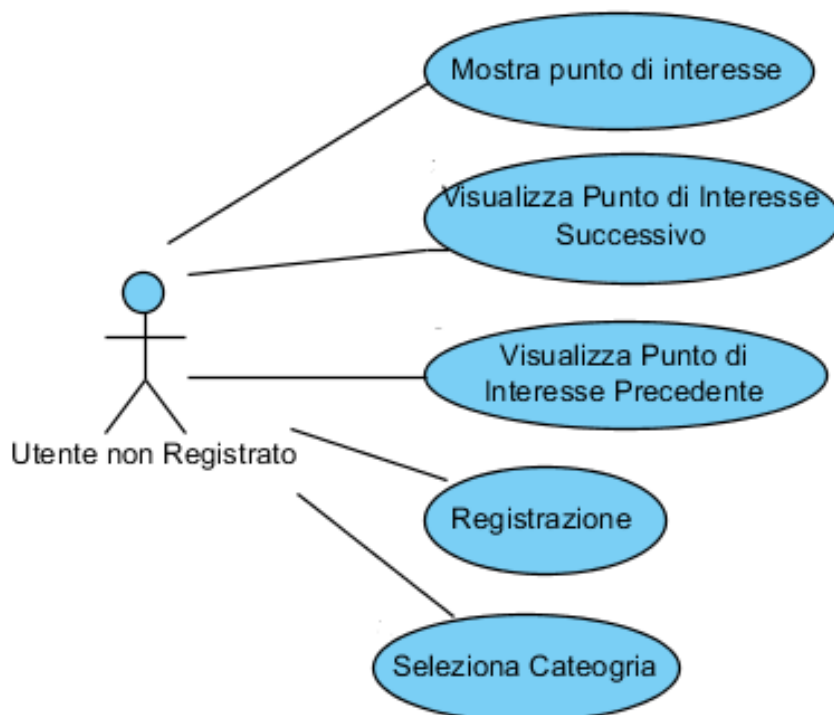 Mostra punto di interesse
Visualizza Punto di Interesse
Successivo
Visualizza Punto di
Interesse Precedente
Utente non Registrato
Registrazione
Seleziona Cateogria